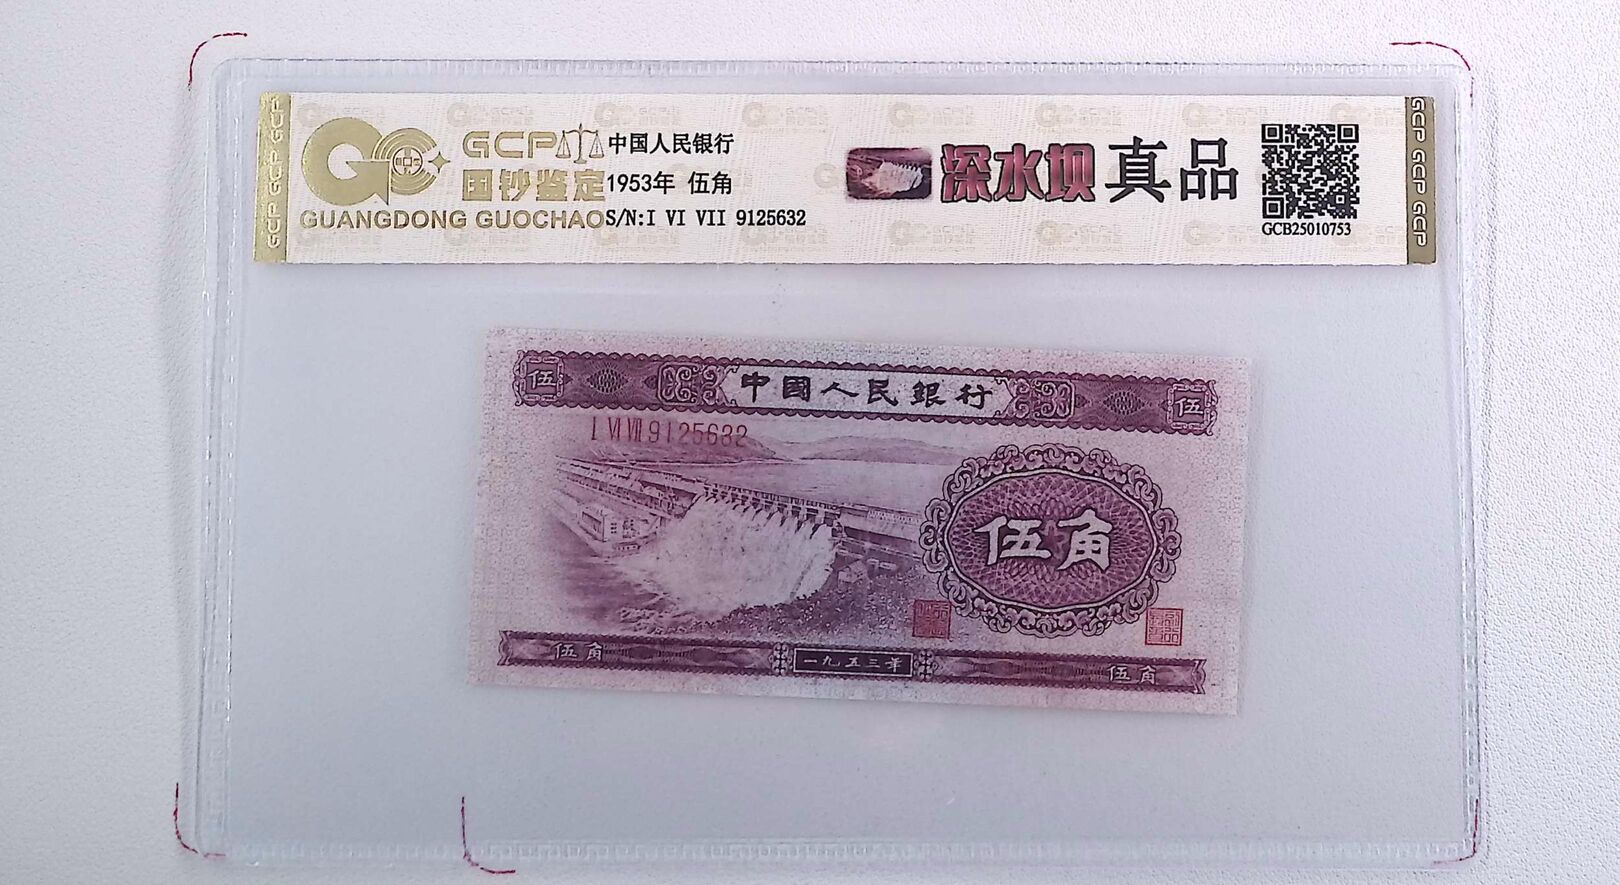 GCP GCP GCP
GCP
国钞鉴定
GUANGDONG GUOCHAO
中国人民银行
1953年 伍角
S/N:I VI VII 9125632
深水坝 真品
GCB25010753
GCP GCP GCP
伍 中國人民銀行 伍
I VI VII 9125632
伍角
伍角 一九五三年 伍角